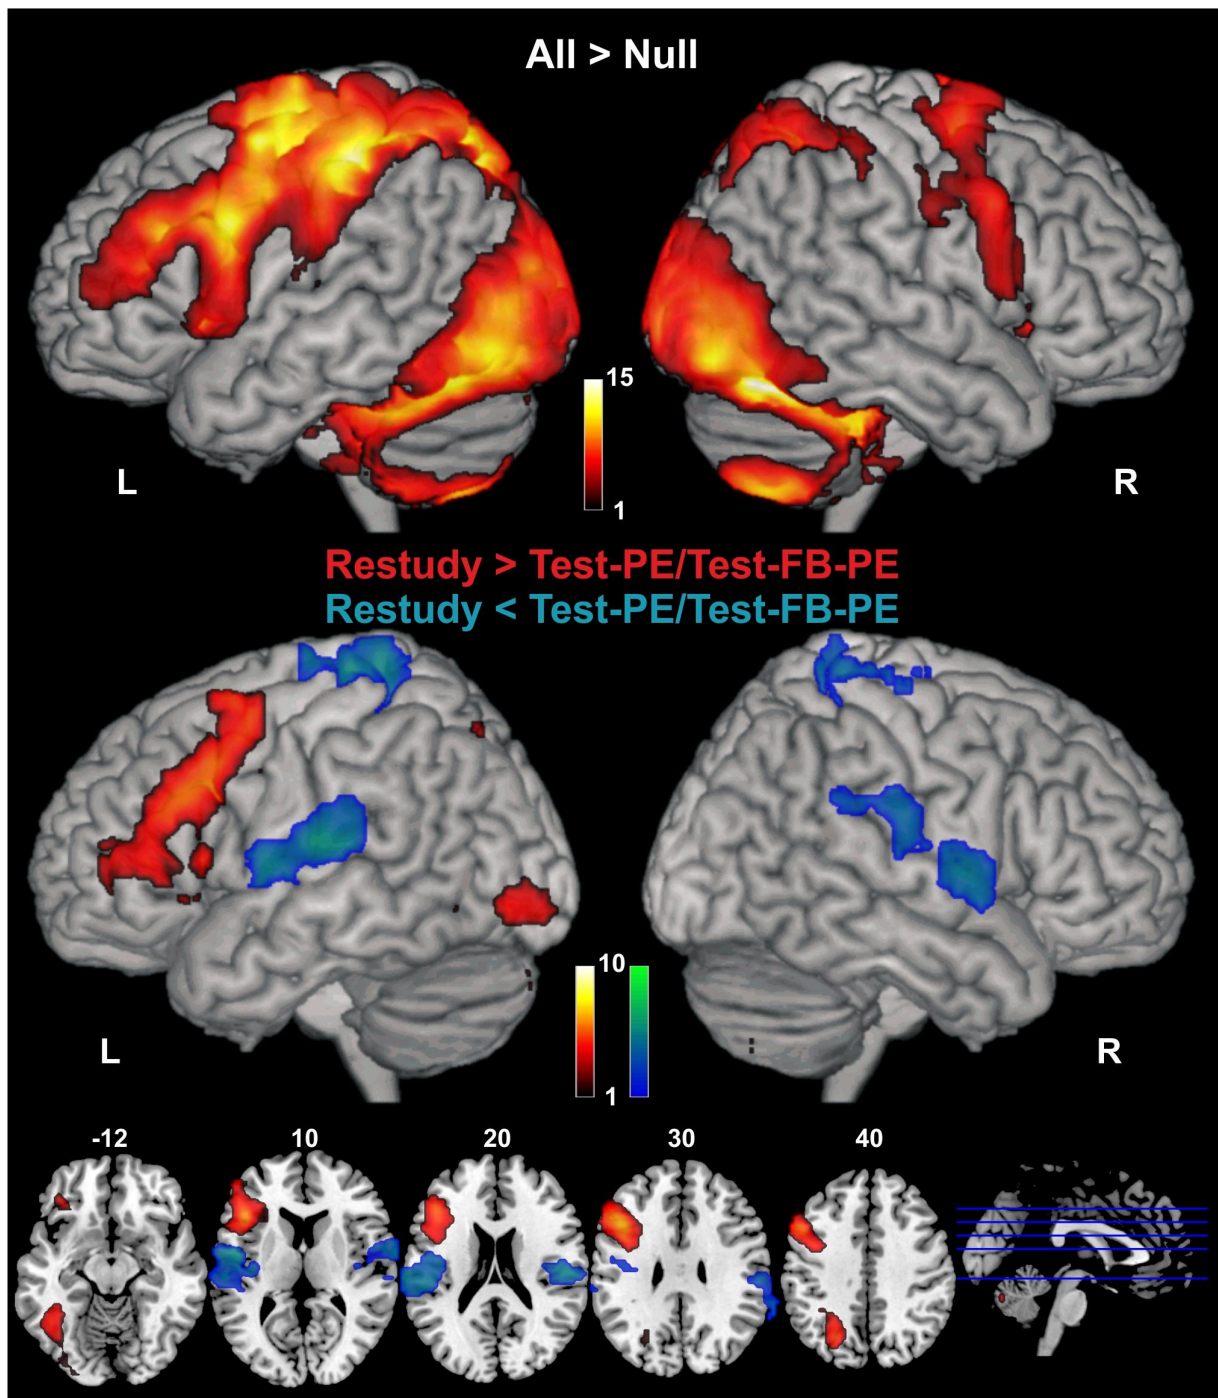 All > Null
15
1
L
R
Restudy > Test-PE/Test-FB-PE
Restudy < Test-PE/Test-FB-PE
10
1
L
R
-12 10 20 30 40